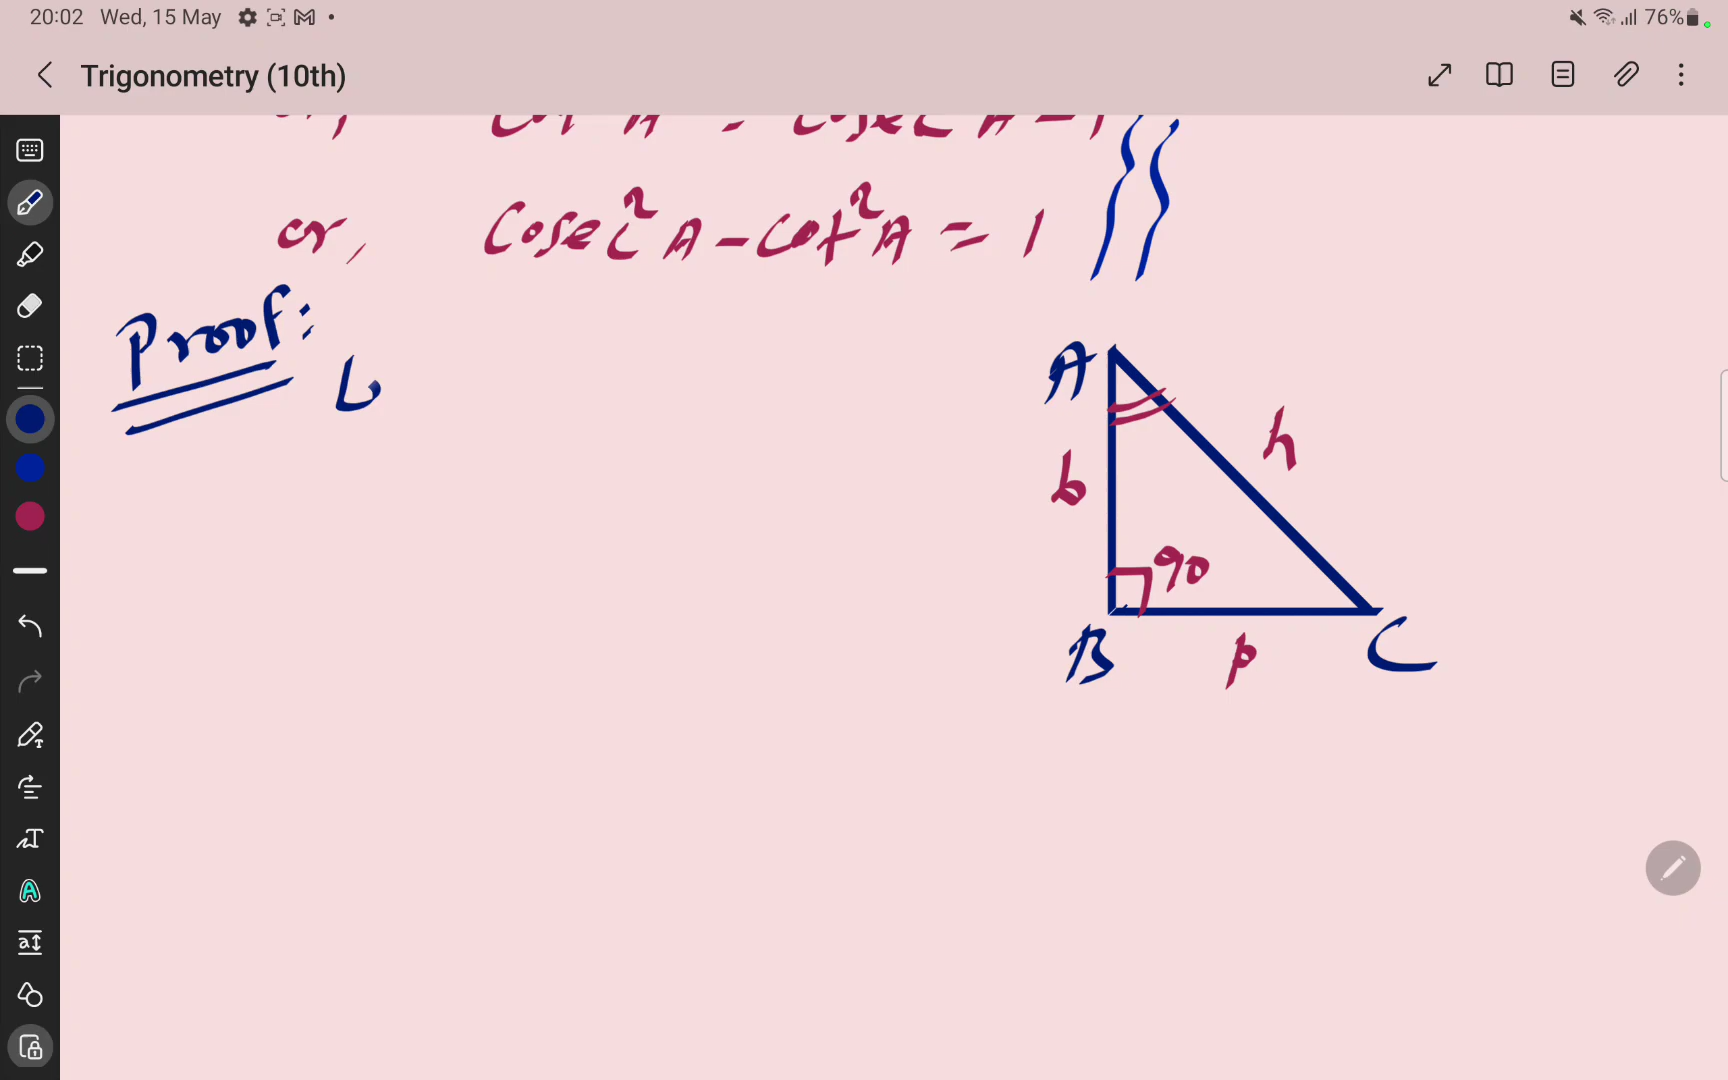 20:02 Wed, 15 May 76%
Trigonometry (10th)
or, Cosec²A - Cot²A = 1
Proof:
A
b
h
90
B
p
C